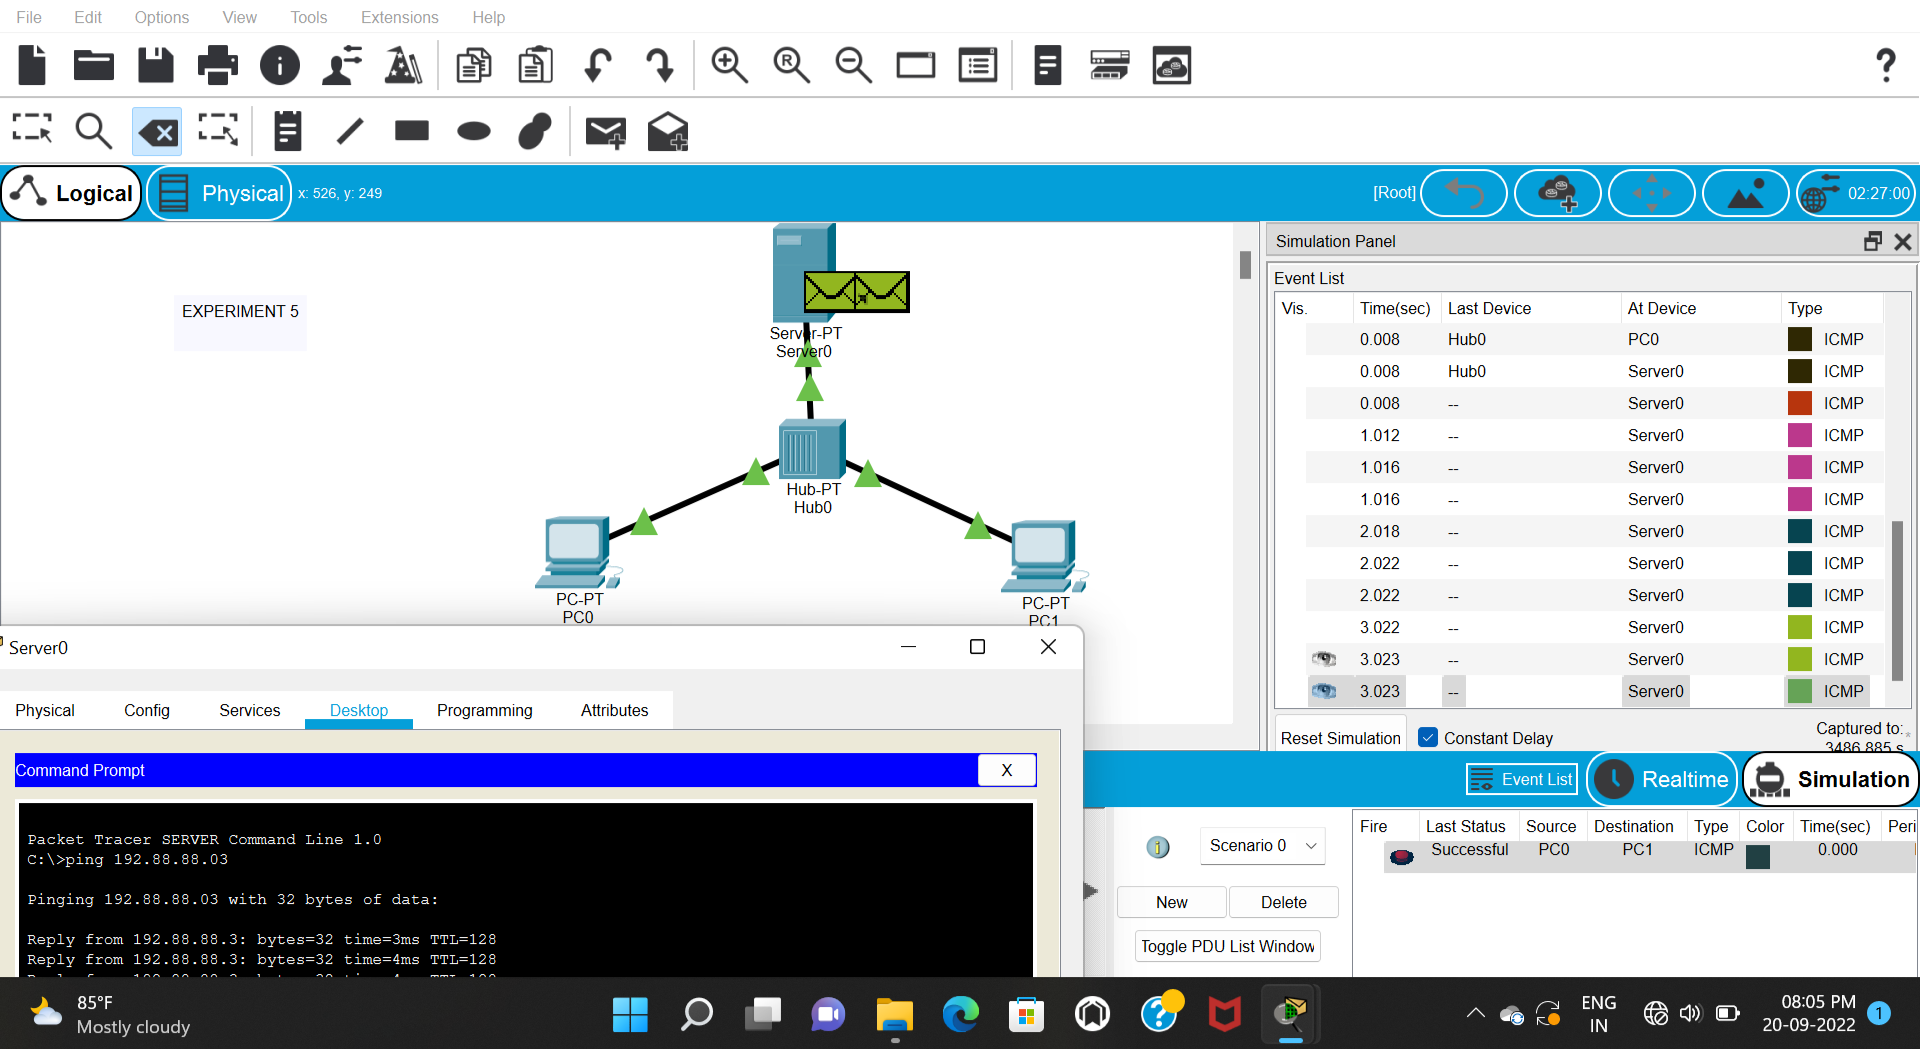 File Edit Options View Tools Extensions Help
R
?
Logical Physical x: 526, y: 249 [Root] 02:27:00
EXPERIMENT 5
Server-PT
Server0
Hub-PT
Hub0
PC-PT
PC0
PC-PT
PC1
Simulation Panel
Event List
Vis. Time(sec) Last Device At Device Type
0.008 Hub0 PC0 ICMP
0.008 Hub0 Server0 ICMP
0.008 -- Server0 ICMP
1.012 -- Server0 ICMP
1.016 -- Server0 ICMP
1.016 -- Server0 ICMP
2.018 -- Server0 ICMP
2.022 -- Server0 ICMP
2.022 -- Server0 ICMP
3.022 -- Server0 ICMP
3.023 -- Server0 ICMP
3.023 -- Server0 ICMP
Reset Simulation Constant Delay Captured to: *
3486.885 s
Event List Realtime Simulation
Server0
Physical Config Services Desktop Programming Attributes
Command Prompt X
Packet Tracer SERVER Command Line 1.0
C:\>ping 192.88.88.03
Pinging 192.88.88.03 with 32 bytes of data:
Reply from 192.88.88.3: bytes=32 time=3ms TTL=128
Reply from 192.88.88.3: bytes=32 time=4ms TTL=128
Scenario 0
New Delete
Toggle PDU List Window
Fire Last Status Source Destination Type Color Time(sec) Peri
Successful PC0 PC1 ICMP 0.000
85°F
Mostly cloudy
ENG
IN
08:05 PM
20-09-2022
1